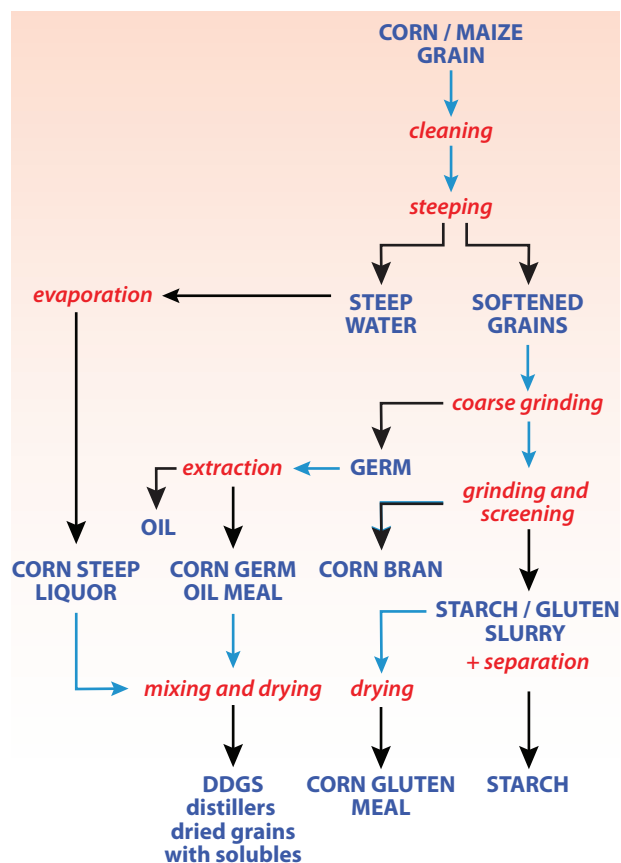 CORN / MAIZE
GRAIN
cleaning
steeping
evaporation
STEEP
WATER
SOFTENED
GRAINS
coarse grinding
extraction
GERM
grinding and
screening
OIL
CORN STEEP
LIQUOR
CORN GERM
OIL MEAL
CORN BRAN
STARCH / GLUTEN
SLURRY
+ separation
mixing and drying
drying
DDGS
distillers
dried grains
with solubles
CORN GLUTEN
MEAL
STARCH